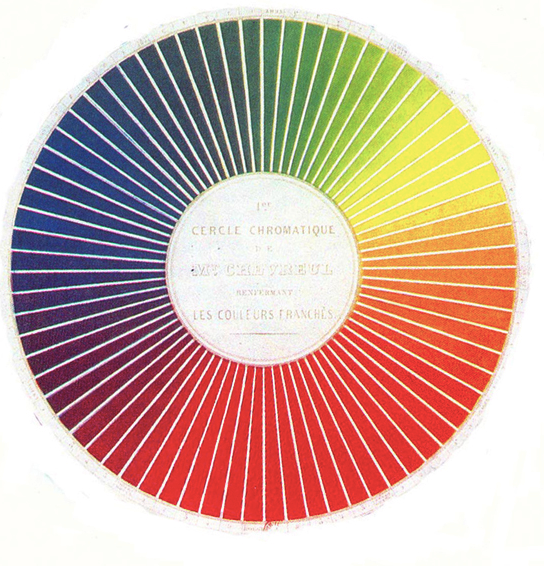 1ER
CERCLE CHROMATIQUE
DE
MR CHEVREUL
RENFERMANT
LES COULEURS FRANCHES